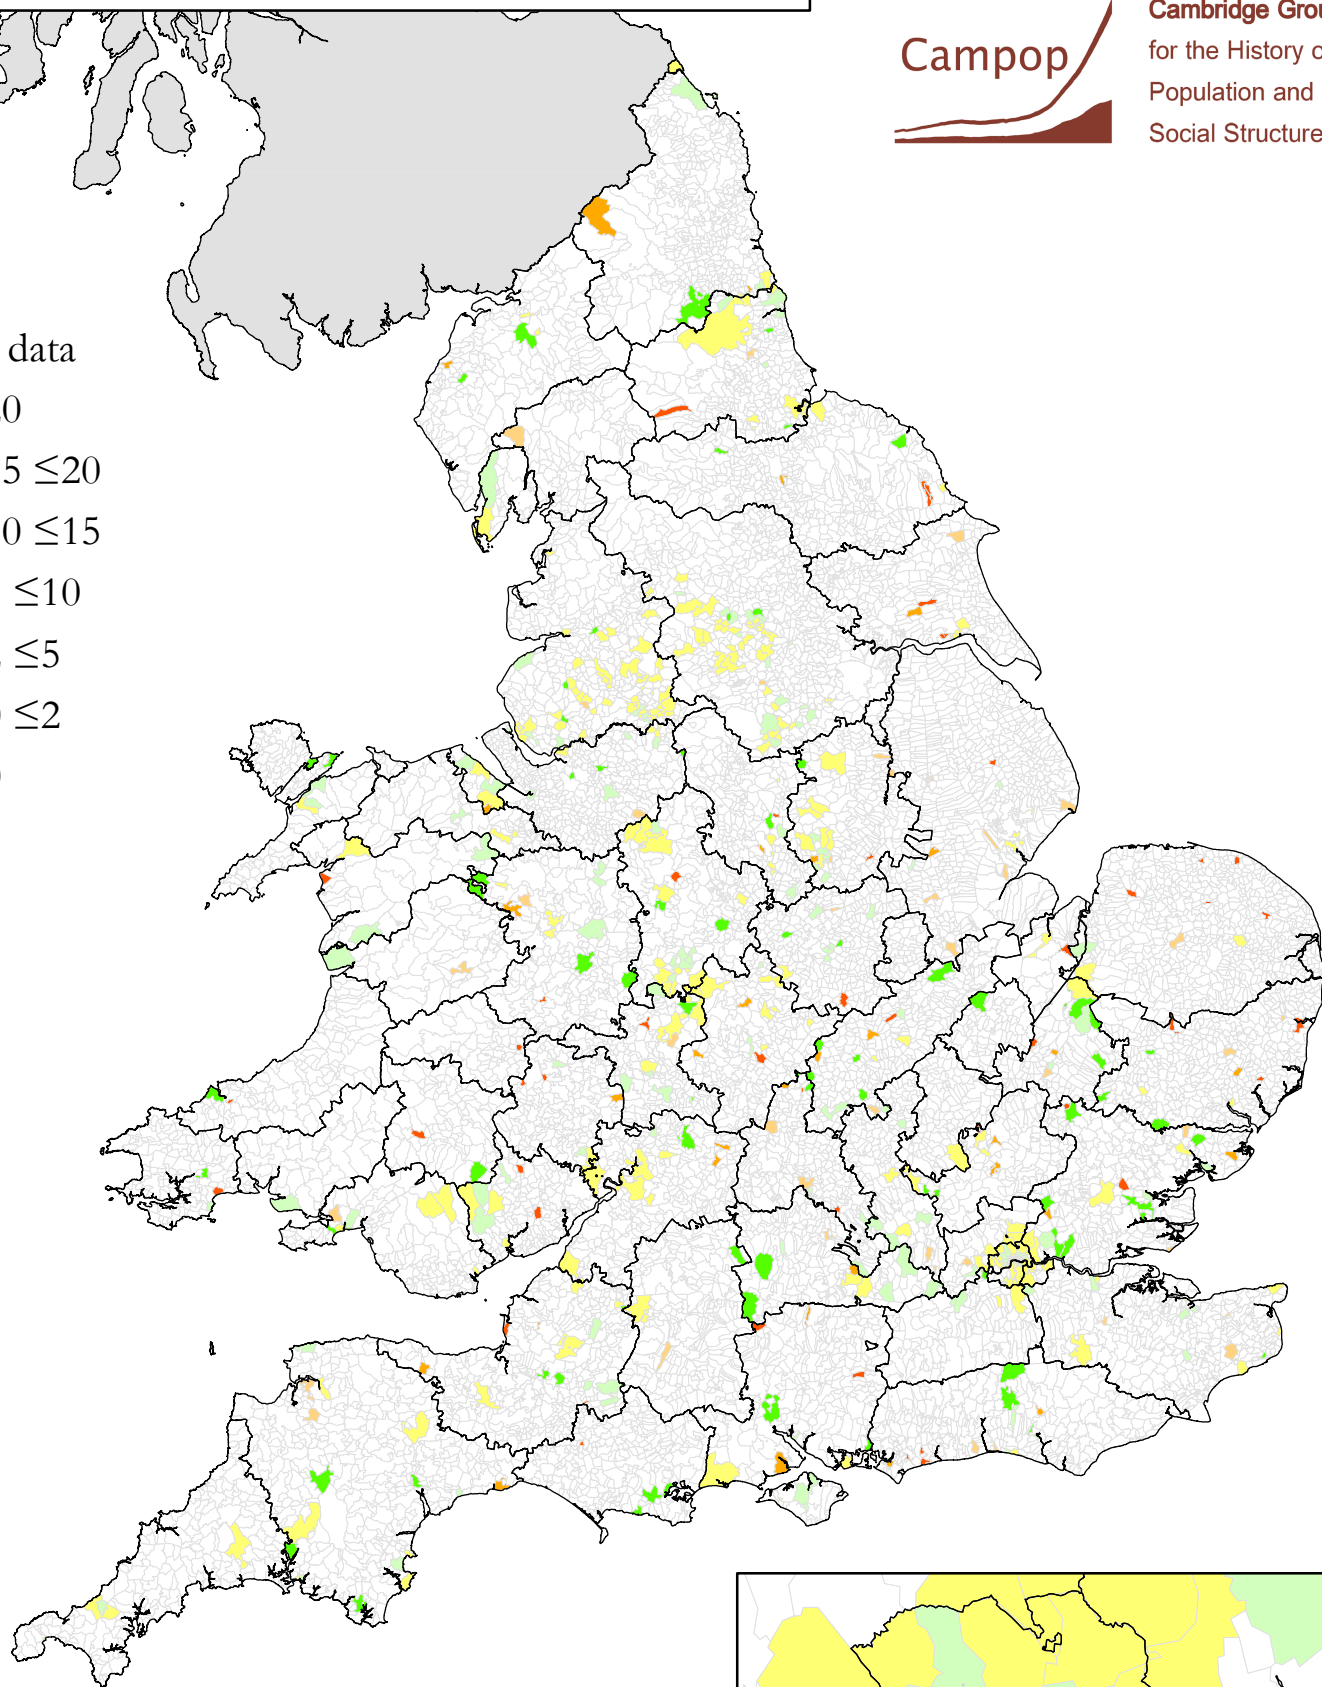 Cambridge Grou
Campop
for the History o
Population and
Social Structure
data
0
5 ≤20
0 ≤15
≤10
≤5
≤2